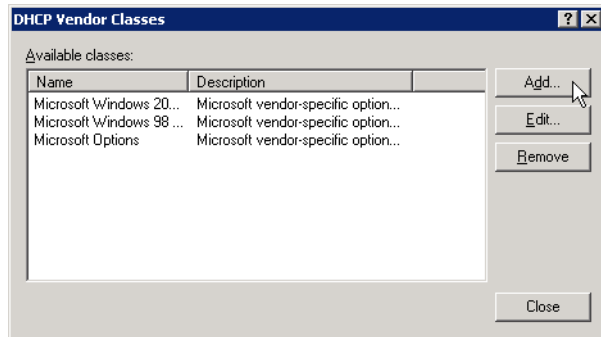 DHCP Vendor Classes
Available classes:
Name Description
Microsoft Windows 20... Microsoft vendor-specific option...
Microsoft Windows 98 ... Microsoft vendor-specific option...
Microsoft Options Microsoft vendor-specific option...
Add...
Edit...
Remove
Close